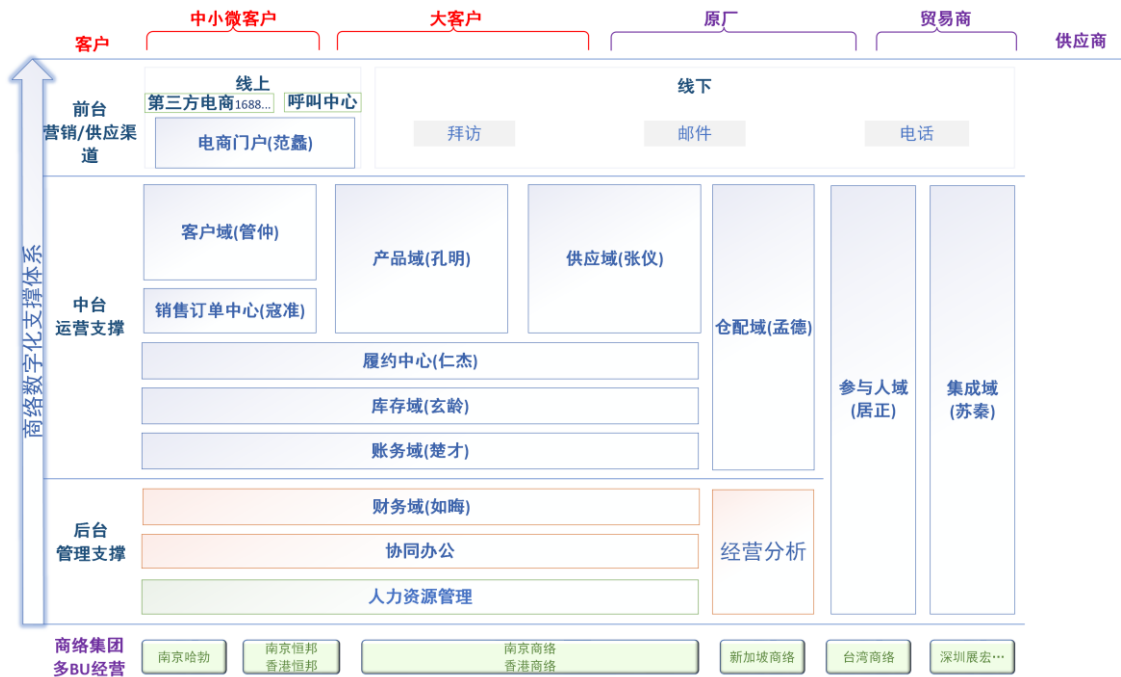 中小微客户
大客户
原厂
贸易商
客户
供应商
线上
线下
第三方电商1688...
呼叫中心
前台
营销/供应渠
道
电商门户(范蠡)
拜访
邮件
电话
商络数字化支撑体系
客户域(管仲)
产品域(孔明)
供应域(张仪)
销售订单中心(寇准)
中台
运营支撑
仓配域(孟德)
履约中心(仁杰)
参与人域
(居正)
集成域
(苏秦)
库存域(玄龄)
账务域(楚才)
财务域(如晦)
后台
管理支撑
协同办公
经营分析
人力资源管理
商络集团
多BU经营
南京哈勃
南京恒邦
香港恒邦
南京商络
香港商络
新加坡商络
台湾商络
深圳展宏…